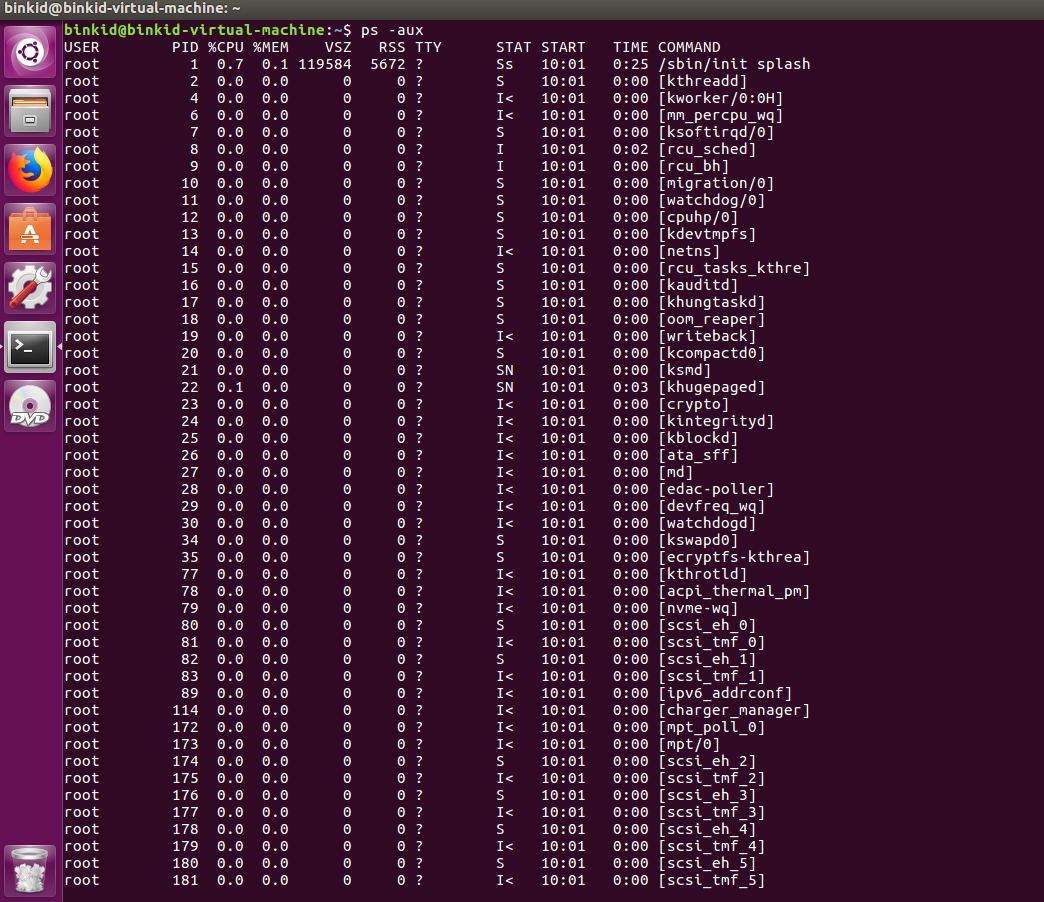 binkid@binkid-virtual-machine: ~
binkid@binkid-virtual-machine:~$ ps -aux
USER        PID %CPU %MEM    VSZ   RSS TTY      STAT START   TIME COMMAND
root          1  0.7  0.1 119584  5672 ?        Ss   10:01   0:25 /sbin/init splash
root          2  0.0  0.0      0     0 ?        S    10:01   0:00 [kthreadd]
root          4  0.0  0.0      0     0 ?        I<   10:01   0:00 [kworker/0:0H]
root          6  0.0  0.0      0     0 ?        I<   10:01   0:00 [mm_percpu_wq]
root          7  0.0  0.0      0     0 ?        S    10:01   0:00 [ksoftirqd/0]
root          8  0.0  0.0      0     0 ?        I    10:01   0:02 [rcu_sched]
root          9  0.0  0.0      0     0 ?        I    10:01   0:00 [rcu_bh]
root         10  0.0  0.0      0     0 ?        S    10:01   0:00 [migration/0]
root         11  0.0  0.0      0     0 ?        S    10:01   0:00 [watchdog/0]
root         12  0.0  0.0      0     0 ?        S    10:01   0:00 [cpuhp/0]
root         13  0.0  0.0      0     0 ?        S    10:01   0:00 [kdevtmpfs]
root         14  0.0  0.0      0     0 ?        I<   10:01   0:00 [netns]
root         15  0.0  0.0      0     0 ?        S    10:01   0:00 [rcu_tasks_kthre]
root         16  0.0  0.0      0     0 ?        S    10:01   0:00 [kauditd]
root         17  0.0  0.0      0     0 ?        S    10:01   0:00 [khungtaskd]
root         18  0.0  0.0      0     0 ?        S    10:01   0:00 [oom_reaper]
root         19  0.0  0.0      0     0 ?        I<   10:01   0:00 [writeback]
root         20  0.0  0.0      0     0 ?        S    10:01   0:00 [kcompactd0]
root         21  0.0  0.0      0     0 ?        SN   10:01   0:00 [ksmd]
root         22  0.1  0.0      0     0 ?        SN   10:01   0:03 [khugepaged]
root         23  0.0  0.0      0     0 ?        I<   10:01   0:00 [crypto]
root         24  0.0  0.0      0     0 ?        I<   10:01   0:00 [kintegrityd]
root         25  0.0  0.0      0     0 ?        I<   10:01   0:00 [kblockd]
root         26  0.0  0.0      0     0 ?        I<   10:01   0:00 [ata_sff]
root         27  0.0  0.0      0     0 ?        I<   10:01   0:00 [md]
root         28  0.0  0.0      0     0 ?        I<   10:01   0:00 [edac-poller]
root         29  0.0  0.0      0     0 ?        I<   10:01   0:00 [devfreq_wq]
root         30  0.0  0.0      0     0 ?        I<   10:01   0:00 [watchdogd]
root         34  0.0  0.0      0     0 ?        S    10:01   0:00 [kswapd0]
root         35  0.0  0.0      0     0 ?        S    10:01   0:00 [ecryptfs-kthrea]
root         77  0.0  0.0      0     0 ?        I<   10:01   0:00 [kthrotld]
root         78  0.0  0.0      0     0 ?        I<   10:01   0:00 [acpi_thermal_pm]
root         79  0.0  0.0      0     0 ?        I<   10:01   0:00 [nvme-wq]
root         80  0.0  0.0      0     0 ?        S    10:01   0:00 [scsi_eh_0]
root         81  0.0  0.0      0     0 ?        I<   10:01   0:00 [scsi_tmf_0]
root         82  0.0  0.0      0     0 ?        S    10:01   0:00 [scsi_eh_1]
root         83  0.0  0.0      0     0 ?        I<   10:01   0:00 [scsi_tmf_1]
root         89  0.0  0.0      0     0 ?        I<   10:01   0:00 [ipv6_addrconf]
root        114  0.0  0.0      0     0 ?        I<   10:01   0:00 [charger_manager]
root        172  0.0  0.0      0     0 ?        I<   10:01   0:00 [mpt_poll_0]
root        173  0.0  0.0      0     0 ?        I<   10:01   0:00 [mpt/0]
root        174  0.0  0.0      0     0 ?        S    10:01   0:00 [scsi_eh_2]
root        175  0.0  0.0      0     0 ?        I<   10:01   0:00 [scsi_tmf_2]
root        176  0.0  0.0      0     0 ?        S    10:01   0:00 [scsi_eh_3]
root        177  0.0  0.0      0     0 ?        I<   10:01   0:00 [scsi_tmf_3]
root        178  0.0  0.0      0     0 ?        S    10:01   0:00 [scsi_eh_4]
root        179  0.0  0.0      0     0 ?        I<   10:01   0:00 [scsi_tmf_4]
root        180  0.0  0.0      0     0 ?        S    10:01   0:00 [scsi_eh_5]
root        181  0.0  0.0      0     0 ?        I<   10:01   0:00 [scsi_tmf_5]
DVD